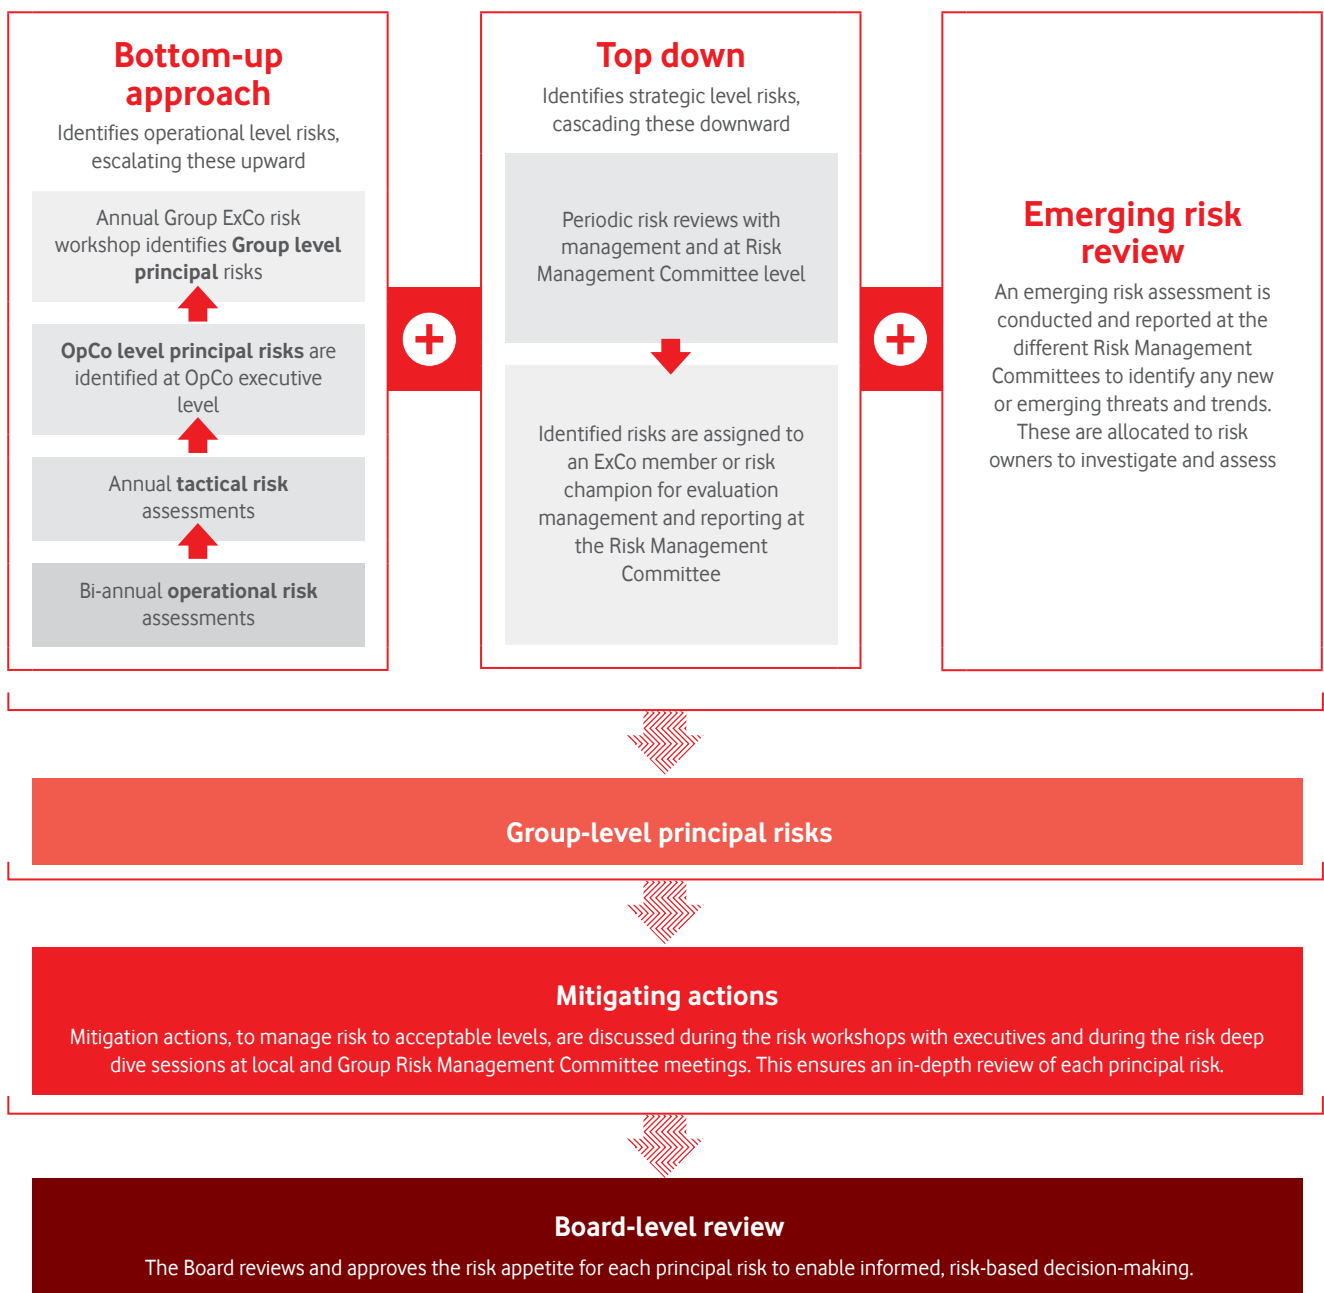 Bottom-up
approach
Identifies operational level risks,
escalating these upward
Annual Group ExCo risk
workshop identifies Group level
principal risks
OpCo level principal risks are
identified at OpCo executive
level
Annual tactical risk
assessments
Bi-annual operational risk
assessments
Top down
Identifies strategic level risks,
cascading these downward
Periodic risk reviews with
management and at Risk
Management Committee level
Identified risks are assigned to
an ExCo member or risk
champion for evaluation
management and reporting at
the Risk Management
Committee
Emerging risk
review
An emerging risk assessment is
conducted and reported at the
different Risk Management
Committees to identify any new
or emerging threats and trends.
These are allocated to risk
owners to investigate and assess
Group-level principal risks
Mitigating actions
Mitigation actions, to manage risk to acceptable levels, are discussed during the risk workshops with executives and during the risk deep
dive sessions at local and Group Risk Management Committee meetings. This ensures an in-depth review of each principal risk.
Board-level review
The Board reviews and approves the risk appetite for each principal risk to enable informed, risk-based decision-making.